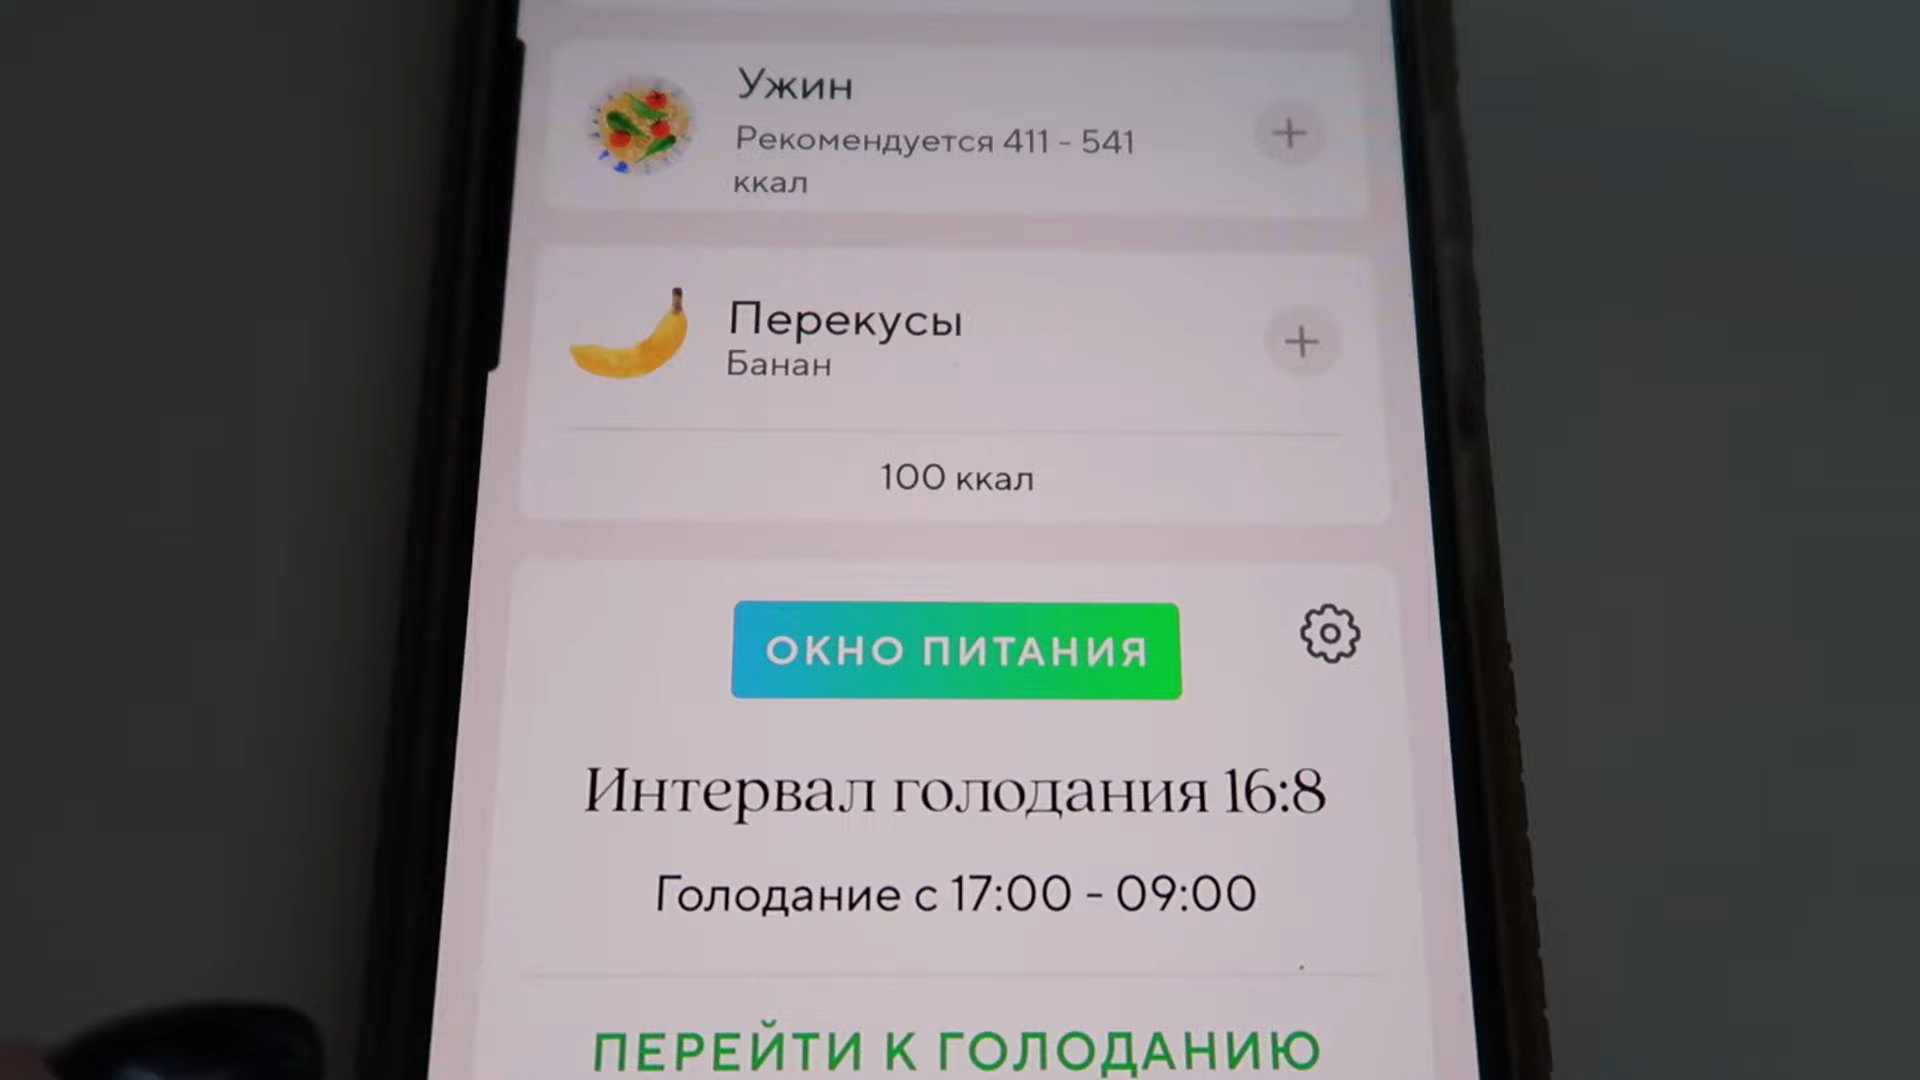 Ужин
Рекомендуется 411 - 541
ккал
Перекусы
Банан
100 ккал
ОКНО ПИТАНИЯ
Интервал голодания 16:8
Голодание с 17:00 - 09:00
ПЕРЕЙТИ К ГОЛОДАНИЮ